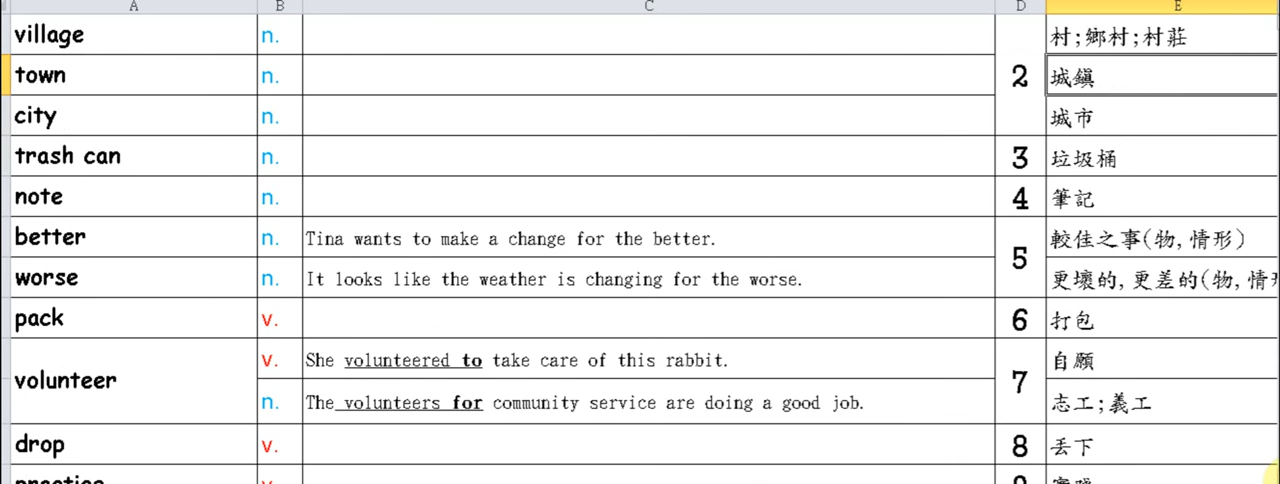 A B C D E
village n. 村;鄉村;村莊
town n. 2 城鎮
city n. 城市
trash can n. 3 垃圾桶
note n. 4 筆記
better n. Tina wants to make a change for the better. 較佳之事(物,情形)
5
worse n. It looks like the weather is changing for the worse. 更壞的,更差的(物,情
pack v. 6 打包
v. She volunteered to take care of this rabbit. 自願
volunteer 7
n. The volunteers for community service are doing a good job. 志工;義工
drop v. 8 丟下
practice v. 9